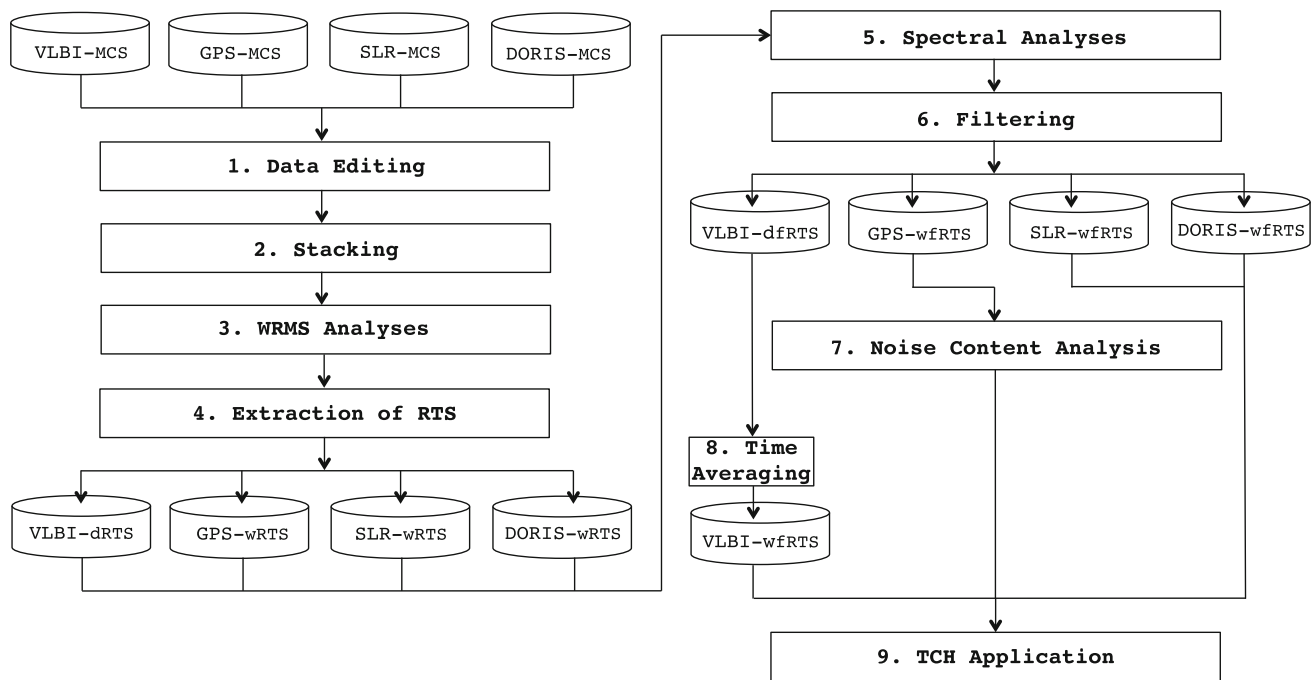 VLBI-MCS
GPS-MCS
SLR-MCS
DORIS-MCS
1. Data Editing
2. Stacking
3. WRMS Analyses
4. Extraction of RTS
VLBI-dRTS
GPS-wRTS
SLR-wRTS
DORIS-wRTS
5. Spectral Analyses
6. Filtering
VLBI-dfRTS
GPS-wfRTS
SLR-wfRTS
DORIS-wfRTS
7. Noise Content Analysis
8. Time
Averaging
VLBI-wfRTS
9. TCH Application